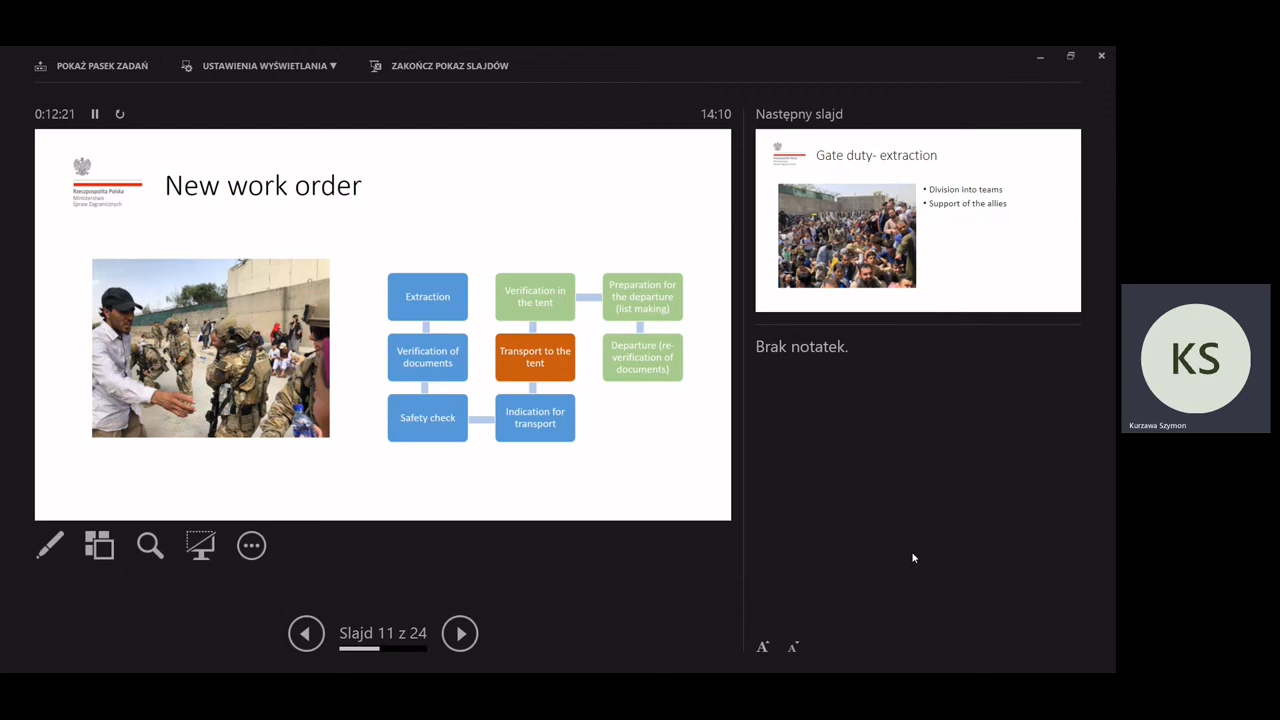 POKAŻ PASEK ZADAŃ
USTAWIENIA WYŚWIETLANIA ▼
ZAKOŃCZ POKAZ SLAJDÓW
0:12:21
14:10
Następny slajd
Rzeczpospolita Polska
Ministerstwo
Spraw Zagranicznych
New work order
Extraction
Verification of
documents
Safety check
Indication for
transport
Transport to the
tent
Verification in
the tent
Preparation for
the departure
(list making)
Departure (re-
verification of
documents)
Gate duty- extraction
• Division into teams
• Support of the allies
Brak notatek.
KS
Kurzawa Szymon
Slajd 11 z 24
A
A